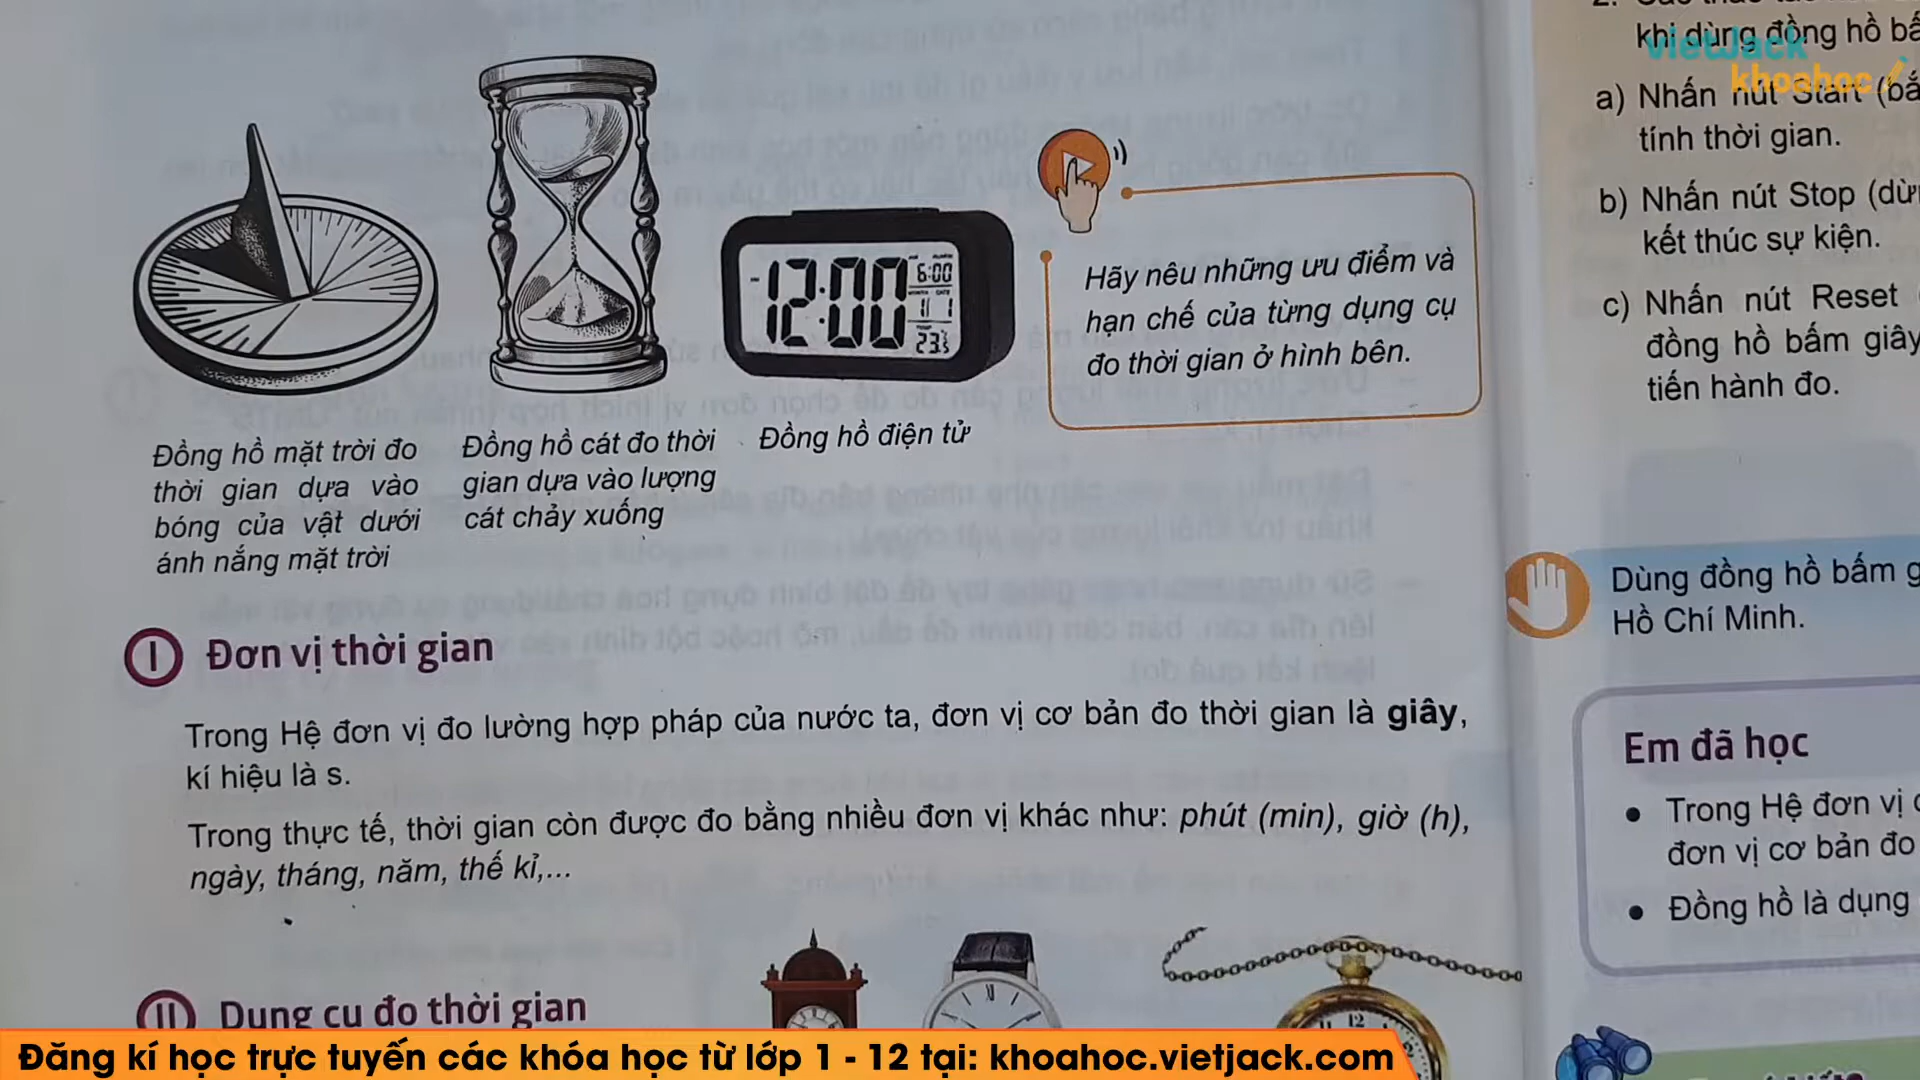 Hãy nêu những ưu điểm và
hạn chế của từng dụng cụ
đo thời gian ở hình bên.
12:00
6:00
Đồng hồ mặt trời đo
thời gian dựa vào
bóng của vật dưới
ánh nắng mặt trời
Đồng hồ cát đo thời
gian dựa vào lượng
cát chảy xuống
Đồng hồ điện tử
I Đơn vị thời gian
Trong Hệ đơn vị đo lường hợp pháp của nước ta, đơn vị cơ bản đo thời gian là giây,
kí hiệu là s.
Trong thực tế, thời gian còn được đo bằng nhiều đơn vị khác như: phút (min), giờ (h),
ngày, tháng, năm, thế kỉ,...
II Dụng cụ đo thời gian
khi dùng đồng hồ
vietJack
khoahoc
a) Nhấn nút Start
tính thời gian.
b) Nhấn nút Stop
kết thúc sự kiện.
c) Nhấn nút Reset
đồng hồ bấm giây
tiến hành đo.
Dùng đồng hồ bấm
Hồ Chí Minh.
Em đã học
• Trong Hệ đơn vị
đơn vị cơ bản đo
• Đồng hồ là dụng
Đăng kí học trực tuyến các khóa học từ lớp 1 - 12 tại: khoahoc.vietjack.com